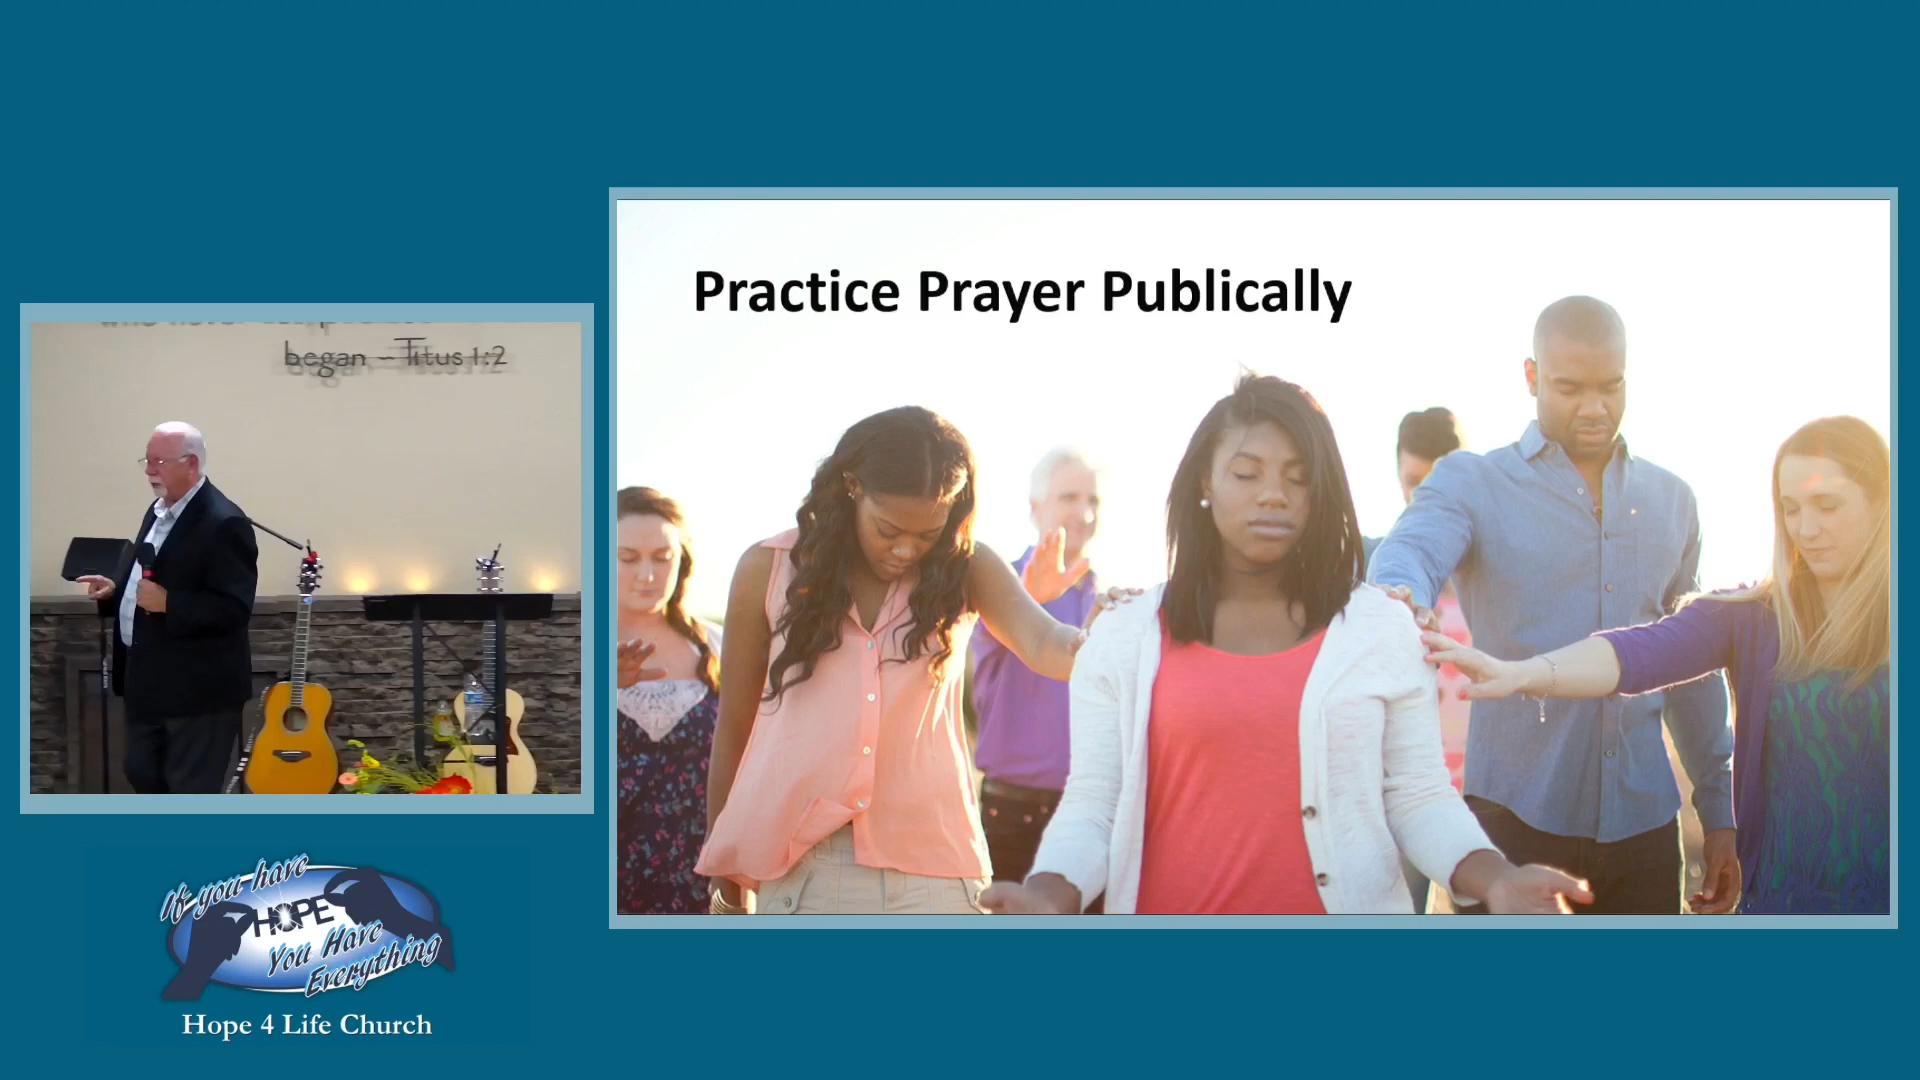 Practice Prayer Publically
began - Titus 1:2
If you have
HOPE
You Have
Everything
Hope 4 Life Church